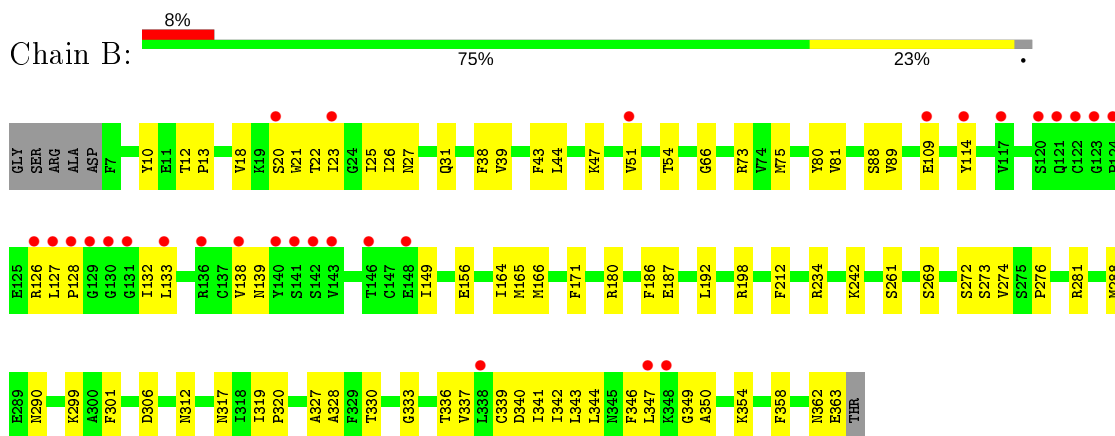 8%
Chain B:
75% 23% •
GLY SER ARG ALA ASP F7 Y10 E11 T12 P13 V18 K19 S20 W21 T22 I23 G24 I25 I26 N27 Q31 F38 V39 F43 L44 K47 V51 T54 G66 R73 V74 M75 Y80 V81 S88 V89 E109 Y114 V117 S120 Q121 C122 G123
E125 R126 L127 P128 G129 G130 G131 I132 L133 R136 C137 V138 N139 Y140 S141 S142 V143 T146 C147 E148 I149 E156 I164 M165 M166 F171 R180 F186 E187 L192 R198 F212 R234 K242 S261 S269 S272 S273 V274 S275 P276 R281 M288
E289 N290 K299 A300 F301 D306 N312 N317 I318 I319 P320 A327 A328 F329 T330 G333 T336 V337 L338 C339 D340 I341 I342 L343 L344 N345 F346 L347 K348 G349 A350 K354 F358 N362 E363 THR